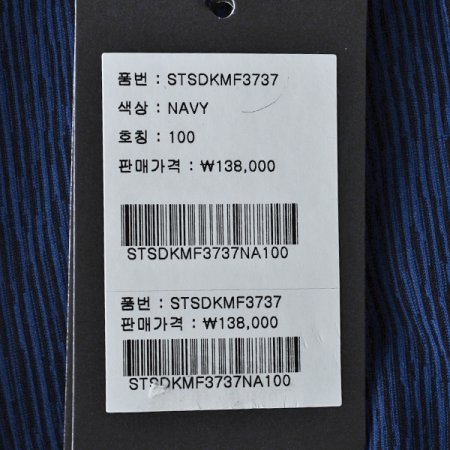 품번 : STSDKMF3737
색상 : NAVY
호칭 : 100
판매가격 : ₩138,000
STSDKMF3737NA100
품번 : STSDKMF3737
판매가격 : ₩138,000
STSDKMF3737NA100